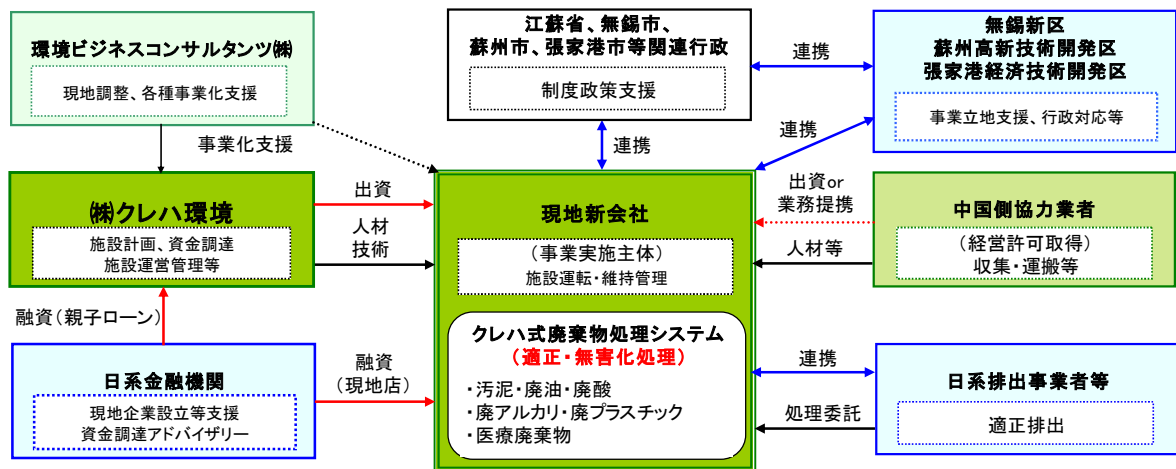 環境ビジネスコンサルタンツ㈱
現地調整、各種事業化支援
江蘇省、無錫市、
蘇州市、張家港市等関連行政
制度政策支援
連携
無錫新区
蘇州高新技術開発区
張家港経済技術開発区
事業立地支援、行政対応等
事業化支援
連携
連携
㈱クレハ環境
施設計画、資金調達
施設運営管理等
出資
人材
技術
現地新会社
（事業実施主体）
施設運転・維持管理
出資or
業務提携
人材等
中国側協力業者
（経営許可取得）
収集・運搬等
融資（親子ローン）
クレハ式廃棄物処理システム
（適正・無害化処理）
・汚泥・廃油・廃酸
・廃アルカリ・廃プラスチック
・医療廃棄物
日系金融機関
現地企業設立等支援
資金調達アドバイザリー
融資
（現地店）
連携
処理委託
日系排出事業者等
適正排出